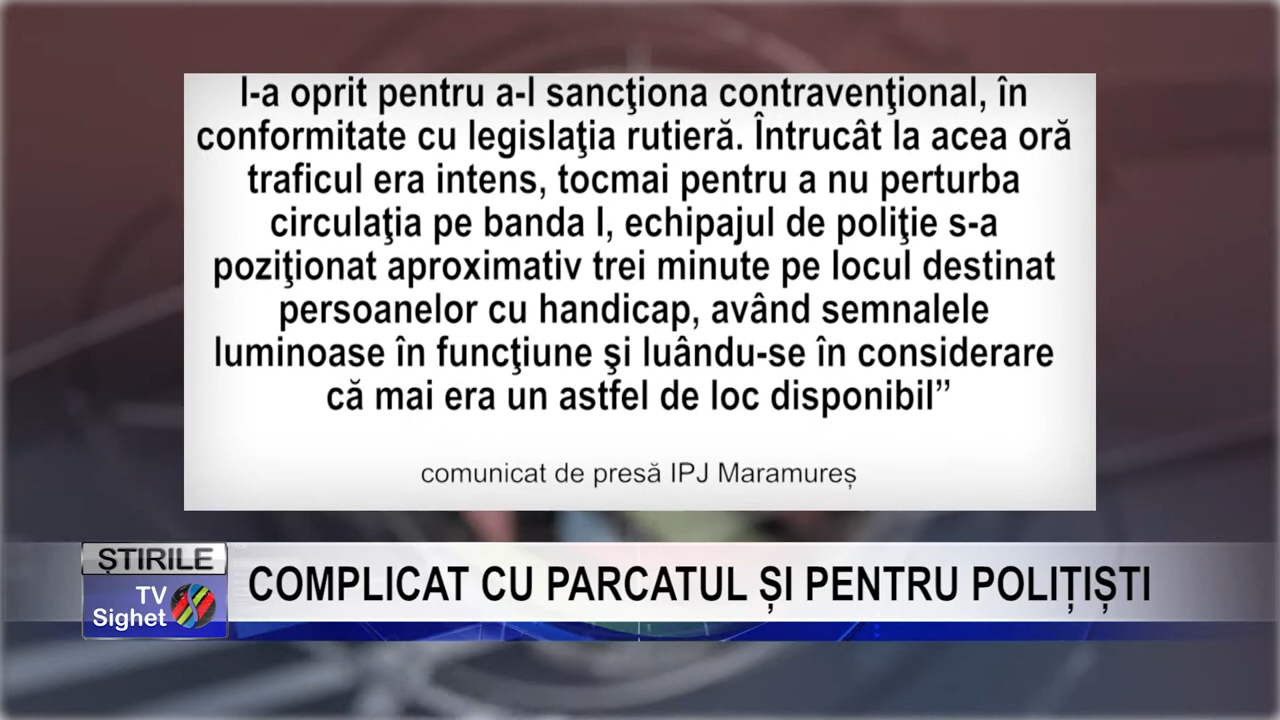 l-a oprit pentru a-l sancţiona contravenţional, în
conformitate cu legislaţia rutieră. Întrucât la acea oră
traficul era intens, tocmai pentru a nu perturba
circulaţia pe banda I, echipajul de poliţie s-a
poziţionat aproximativ trei minute pe locul destinat
persoanelor cu handicap, având semnalele
luminoase în funcţiune şi luându-se în considerare
că mai era un astfel de loc disponibil”
comunicat de presă IPJ Maramureș
ȘTIRILE
TV
Sighet
COMPLICAT CU PARCATUL ȘI PENTRU POLIȚIȘTI